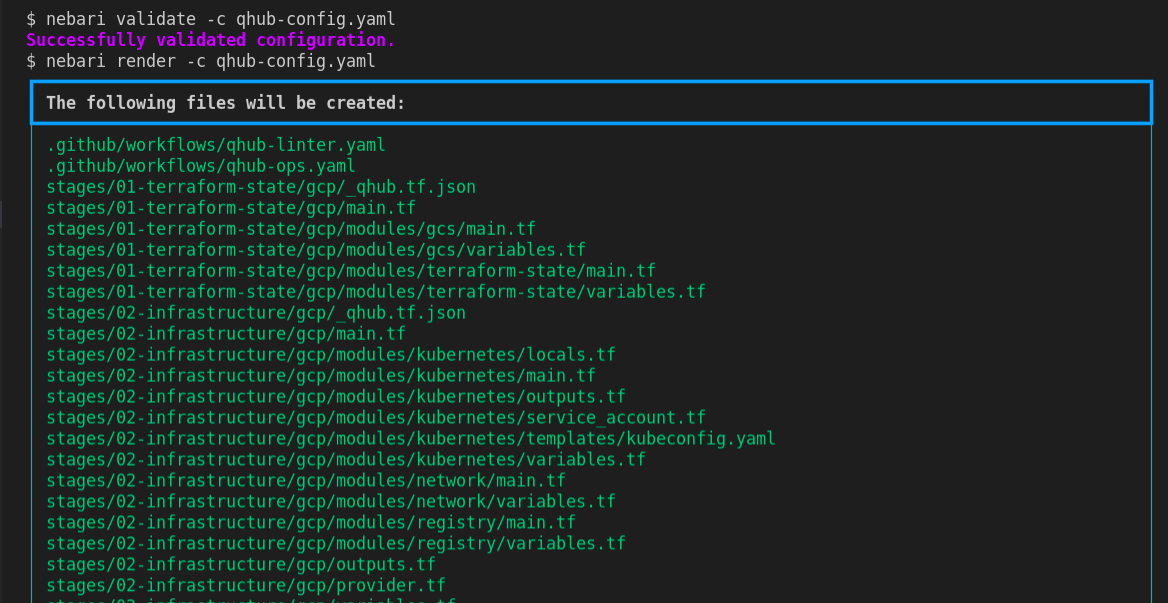 $ nebari validate -c qhub-config.yaml
Successfully validated configuration.
$ nebari render -c qhub-config.yaml
The following files will be created:
.github/workflows/qhub-linter.yaml
.github/workflows/qhub-ops.yaml
stages/01-terraform-state/gcp/_qhub.tf.json
stages/01-terraform-state/gcp/main.tf
stages/01-terraform-state/gcp/modules/gcs/main.tf
stages/01-terraform-state/gcp/modules/gcs/variables.tf
stages/01-terraform-state/gcp/modules/terraform-state/main.tf
stages/01-terraform-state/gcp/modules/terraform-state/variables.tf
stages/02-infrastructure/gcp/_qhub.tf.json
stages/02-infrastructure/gcp/main.tf
stages/02-infrastructure/gcp/modules/kubernetes/locals.tf
stages/02-infrastructure/gcp/modules/kubernetes/main.tf
stages/02-infrastructure/gcp/modules/kubernetes/outputs.tf
stages/02-infrastructure/gcp/modules/kubernetes/service_account.tf
stages/02-infrastructure/gcp/modules/kubernetes/templates/kubeconfig.yaml
stages/02-infrastructure/gcp/modules/kubernetes/variables.tf
stages/02-infrastructure/gcp/modules/network/main.tf
stages/02-infrastructure/gcp/modules/network/variables.tf
stages/02-infrastructure/gcp/modules/registry/main.tf
stages/02-infrastructure/gcp/modules/registry/variables.tf
stages/02-infrastructure/gcp/outputs.tf
stages/02-infrastructure/gcp/provider.tf